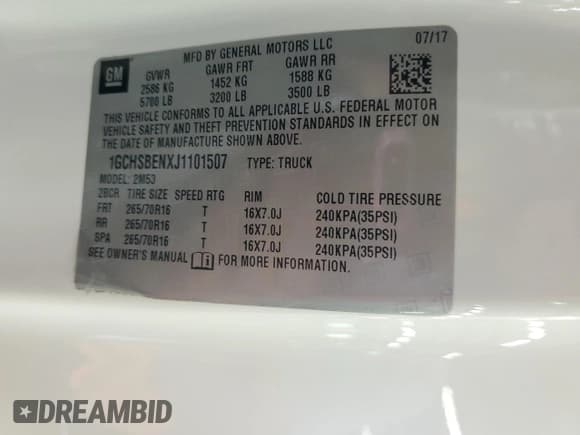 MFD BY GENERAL MOTORS LLC 07/17
GM
GVWR GAWR FRT GAWR RR
2586 KG 1452 KG 1588 KG
5700 LB 3200 LB 3500 LB
THIS VEHICLE CONFORMS TO ALL APPLICABLE U.S. FEDERAL MOTOR
VEHICLE SAFETY AND THEFT PREVENTION STANDARDS IN EFFECT ON
THE DATE OF MANUFACTURE SHOWN ABOVE.
1GCHSBENXJ1101507 TYPE: TRUCK
MODEL: 2M53
2BCR TIRE SIZE SPEED RTG RIM COLD TIRE PRESSURE
FRT 265/70R16 T 16X7.0J 240KPA(35PSI)
RR 265/70R16 T 16X7.0J 240KPA(35PSI)
SPA 265/70R16 T 16X7.0J 240KPA(35PSI)
SEE OWNER'S MANUAL FOR MORE INFORMATION.
DREAMBID